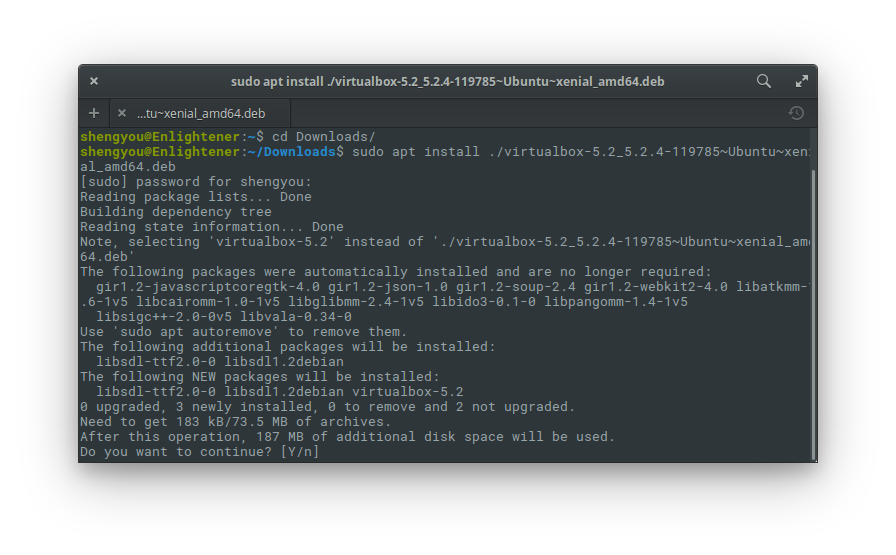 sudo apt install ./virtualbox-5.2_5.2.4-119785~Ubuntu~xenial_amd64.deb
...tu~xenial_amd64.deb
shengyou@Enlightener:~$ cd Downloads/
shengyou@Enlightener:~/Downloads$ sudo apt install ./virtualbox-5.2_5.2.4-119785~Ubuntu~xeni
al_amd64.deb
[sudo] password for shengyou:
Reading package lists... Done
Building dependency tree
Reading state information... Done
Note, selecting 'virtualbox-5.2' instead of './virtualbox-5.2_5.2.4-119785~Ubuntu~xenial_amd
64.deb'
The following packages were automatically installed and are no longer required:
  gir1.2-javascriptcoregtk-4.0 gir1.2-json-1.0 gir1.2-soup-2.4 gir1.2-webkit2-4.0 libatkmm-1
.6-1v5 libcairomm-1.0-1v5 libglibmm-2.4-1v5 libido3-0.1-0 libpangomm-1.4-1v5
  libsigc++-2.0-0v5 libvala-0.34-0
Use 'sudo apt autoremove' to remove them.
The following additional packages will be installed:
  libsdl-ttf2.0-0 libsdl1.2debian
The following NEW packages will be installed:
  libsdl-ttf2.0-0 libsdl1.2debian virtualbox-5.2
0 upgraded, 3 newly installed, 0 to remove and 2 not upgraded.
Need to get 183 kB/73.5 MB of archives.
After this operation, 187 MB of additional disk space will be used.
Do you want to continue? [Y/n]